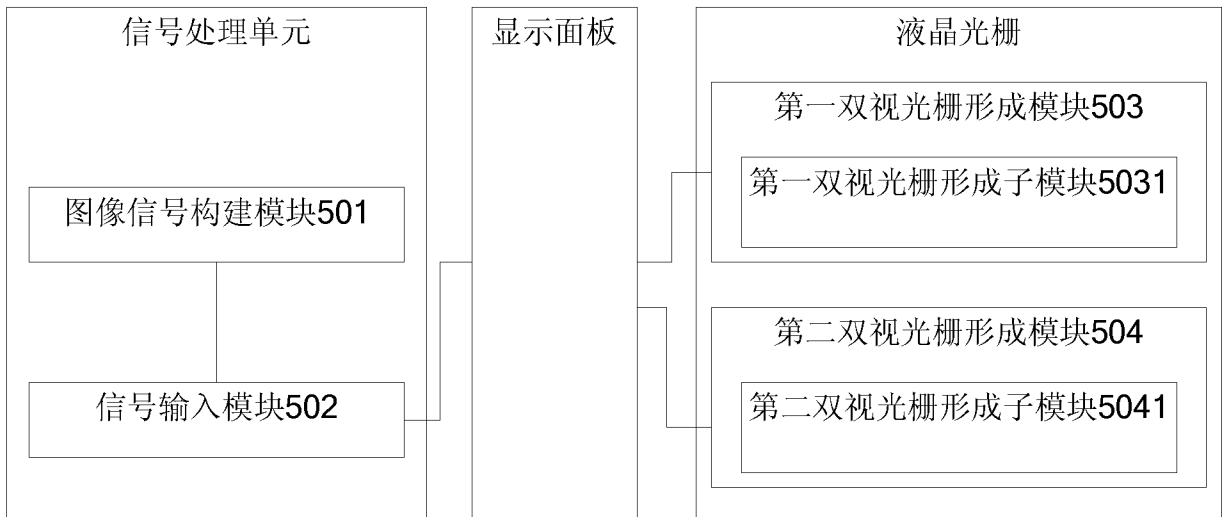 信号处理单元
图像信号构建模块501
信号输入模块502
显示面板
液晶光栅
第一双视光栅形成模块503
第一双视光栅形成子模块5031
第二双视光栅形成模块504
第二双视光栅形成子模块5041